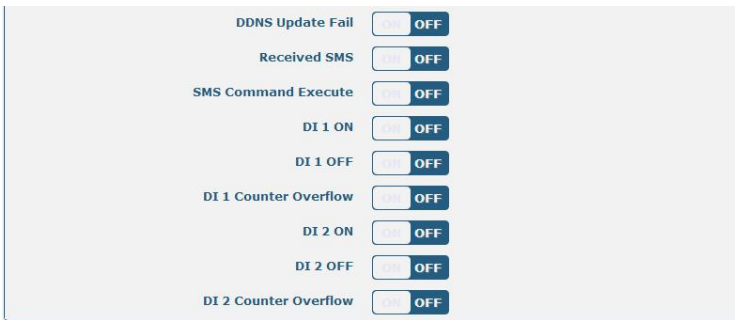 DDNS Update Fail ON OFF
Received SMS ON OFF
SMS Command Execute ON OFF
DI 1 ON ON OFF
DI 1 OFF ON OFF
DI 1 Counter Overflow ON OFF
DI 2 ON ON OFF
DI 2 OFF ON OFF
DI 2 Counter Overflow ON OFF